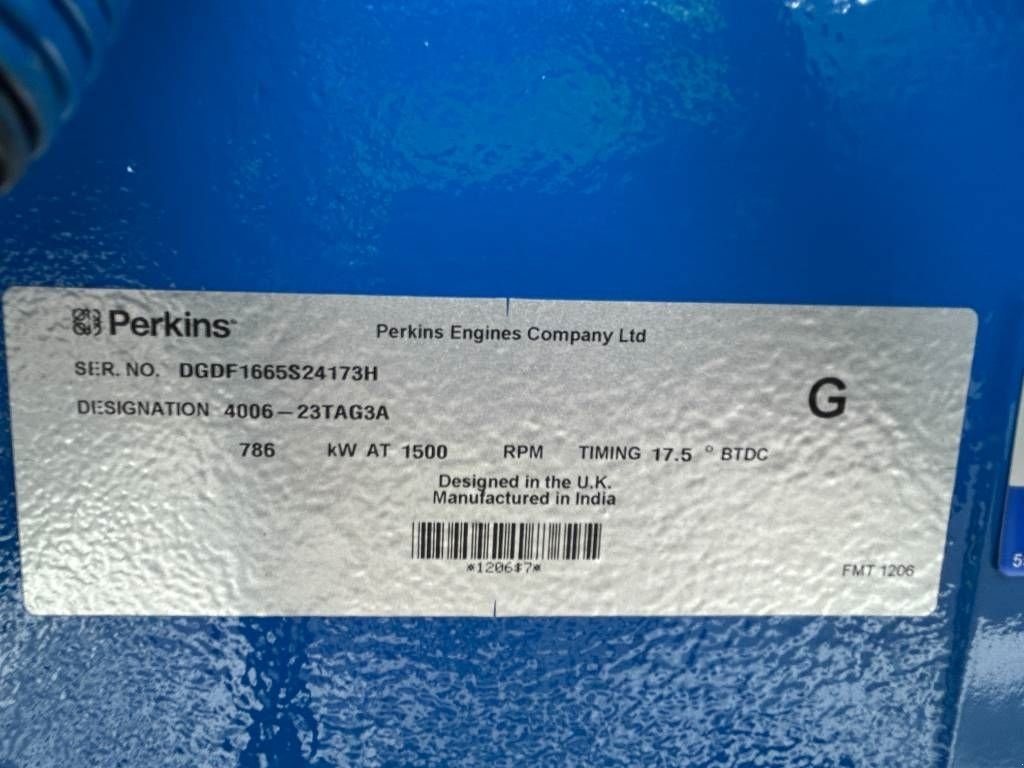 Perkins
Perkins Engines Company Ltd
SER. NO. DGDF1665S24173H
DESIGNATION 4006-23TAG3A
G
786 kW AT 1500 RPM TIMING 17.5 ° BTDC
Designed in the U.K.
Manufactured in India
*1206$7*
FMT 1206